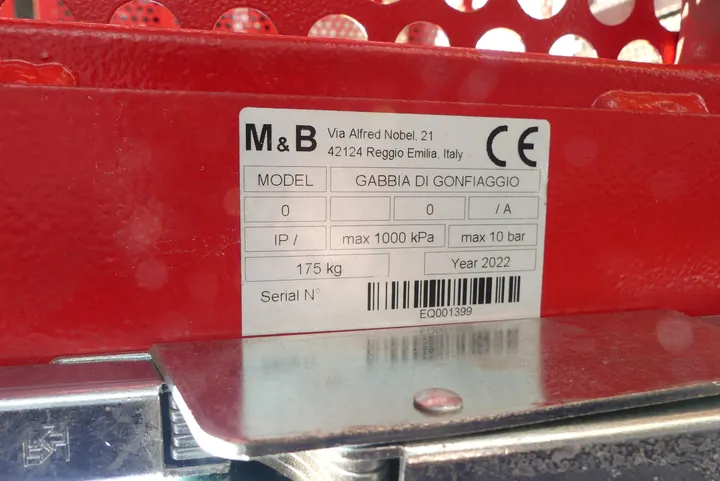 M&B Via Alfred Nobel, 21
42124 Reggio Emilia, Italy
CE
MODEL GABBIA DI GONFIAGGIO
0 0 / A
IP / max 1000 kPa max 10 bar
175 kg Year 2022
Serial N°
EQ001399